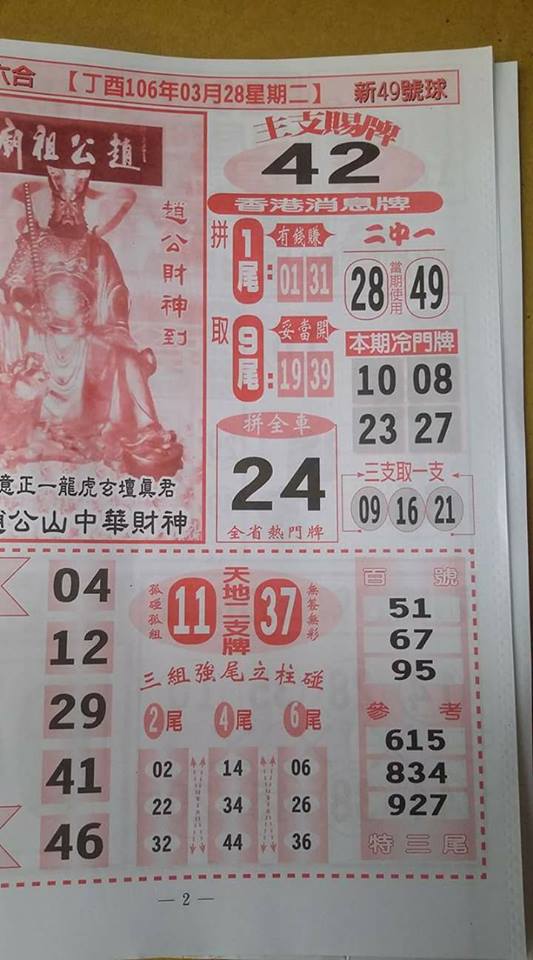 六合 【丁酉106年03月28星期二】 新49號球
趙公祖廟
趙公財神到
意正一龍虎玄壇眞君
趙公山中華財神
主支賜牌
42
香港消息牌
拼 1尾： 有錢賺
01 31
取 9尾： 妥當開
19 39
二中一
28 當期使用 49
本期冷門牌
10 08
23 27
拼全車
24
全省熱門牌
三支取一支
09 16 21
04
12
29
41
46
孤碰孤組 11 天地二支牌 37 無簽無彩
三組強尾立柱碰
2尾 4尾 6尾
02 14 06
22 34 26
32 44 36
百號
51
67
95
參考
615
834
927
特三尾
— 2 —